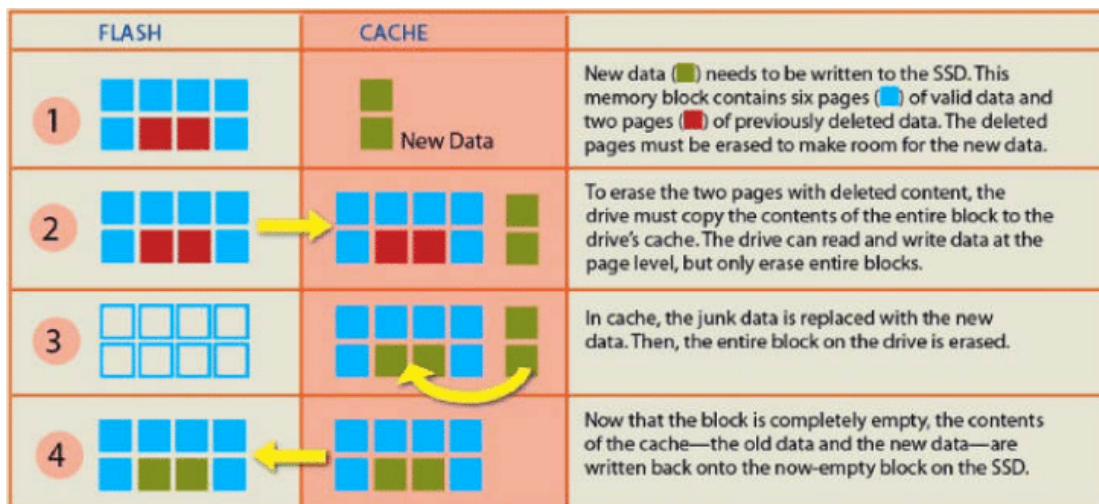 FLASH
CACHE
1
New Data
New data ( ) needs to be written to the SSD. This
memory block contains six pages ( ) of valid data and
two pages ( ) of previously deleted data. The deleted
pages must be erased to make room for the new data.
2
To erase the two pages with deleted content, the
drive must copy the contents of the entire block to the
drive's cache. The drive can read and write data at the
page level, but only erase entire blocks.
3
In cache, the junk data is replaced with the new
data. Then, the entire block on the drive is erased.
4
Now that the block is completely empty, the contents
of the cache—the old data and the new data—are
written back onto the now-empty block on the SSD.